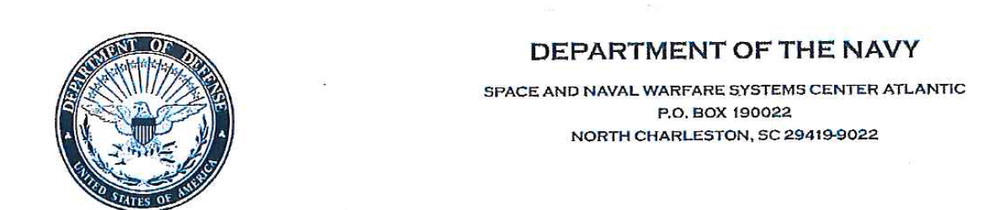 DEPARTMENT OF DEFENSE
UNITED STATES OF AMERICA
DEPARTMENT OF THE NAVY
SPACE AND NAVAL WARFARE SYSTEMS CENTER ATLANTIC
P.O. BOX 190022
NORTH CHARLESTON, SC 29419-9022